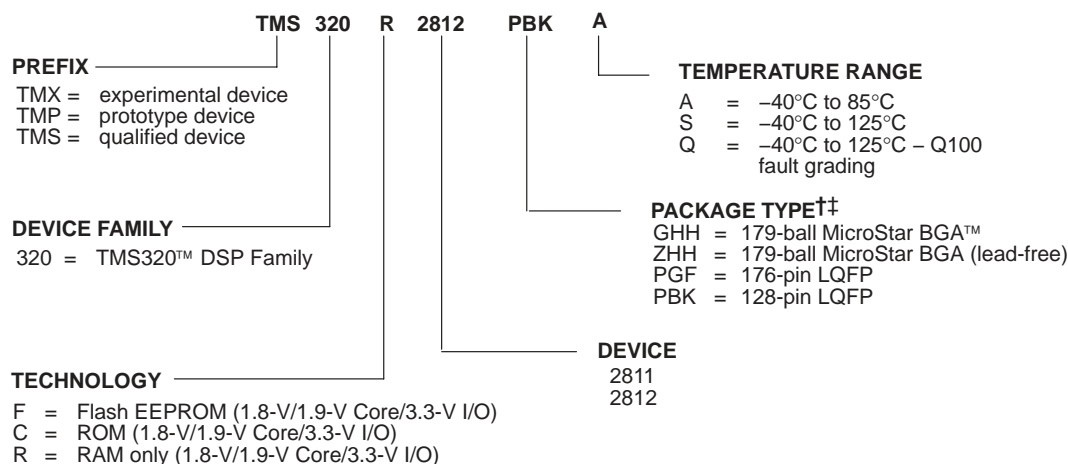 TMS 320 R 2812 PBK A
PREFIX
TMX = experimental device
TMP = prototype device
TMS = qualified device
TEMPERATURE RANGE
A = −40°C to 85°C
S = −40°C to 125°C
Q = −40°C to 125°C − Q100
fault grading
DEVICE FAMILY
320 = TMS320™ DSP Family
PACKAGE TYPE†‡
GHH = 179-ball MicroStar BGA™
ZHH = 179-ball MicroStar BGA (lead-free)
PGF = 176-pin LQFP
PBK = 128-pin LQFP
DEVICE
2811
2812
TECHNOLOGY
F = Flash EEPROM (1.8-V/1.9-V Core/3.3-V I/O)
C = ROM (1.8-V/1.9-V Core/3.3-V I/O)
R = RAM only (1.8-V/1.9-V Core/3.3-V I/O)